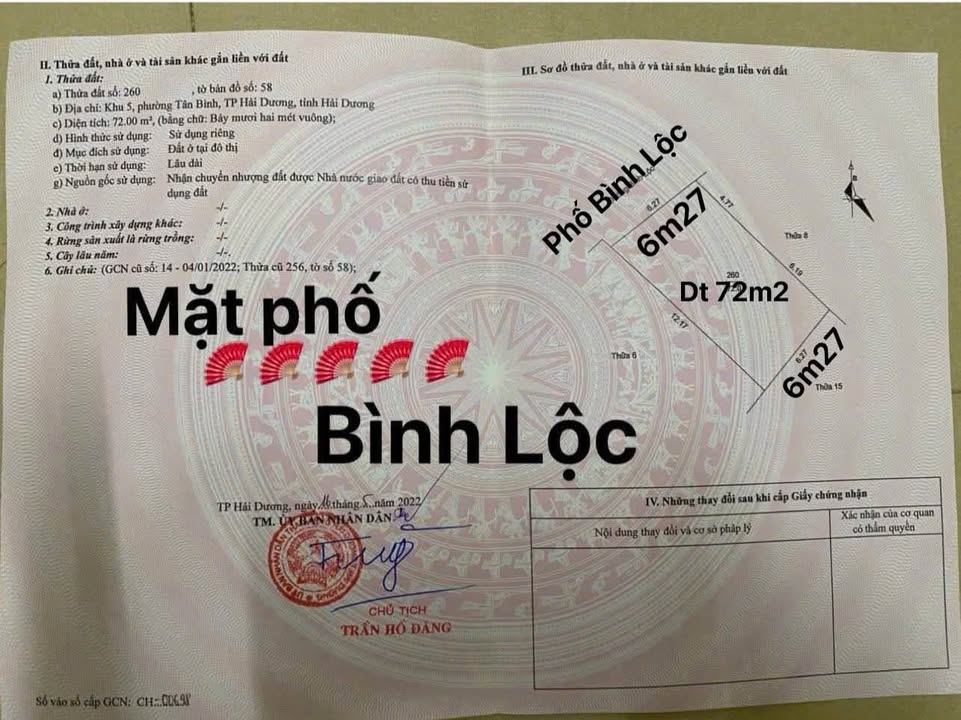 II. Thửa đất, nhà ở và tài sản khác gắn liền với đất
1. Thửa đất:
a) Thửa đất số: 260 , tờ bản đồ số: 58
b) Địa chỉ: Khu 5, phường Tân Bình, TP Hải Dương, tỉnh Hải Dương
c) Diện tích: 72.00 m², (bằng chữ: Bảy mươi hai mét vuông);
d) Hình thức sử dụng: Sử dụng riêng
đ) Mục đích sử dụng: Đất ở tại đô thị
e) Thời hạn sử dụng: Lâu dài
g) Nguồn gốc sử dụng: Nhận chuyển nhượng đất được Nhà nước giao đất có thu tiền sử
dụng đất
2. Nhà ở: -/-
3. Công trình xây dựng khác: -/-
4. Rừng sản xuất là rừng trồng: -/-
5. Cây lâu năm: -/-.
6. Ghi chú: (GCN cũ số: 14 - 04/01/2022; Thửa cũ 256, tờ số 58);
Mặt phố
Bình Lộc
TP Hải Dương, ngày 16 tháng 5 năm 2022
TM. ỦY BAN NHÂN DÂN
CHỦ TỊCH
TRẦN HỒ ĐĂNG
Số vào sổ cấp GCN: CH-00698
III. Sơ đồ thửa đất, nhà ở và tài sản khác gắn liền với đất
Phố Bình Lộc
6.27
6m27
4.77
Thửa 8
6.19
260
Dt 72m2
12.17
Thửa 6
6.27
6m27
Thửa 15
IV. Những thay đổi sau khi cấp Giấy chứng nhận
Nội dung thay đổi và cơ sở pháp lý
Xác nhận của cơ quan
có thẩm quyền